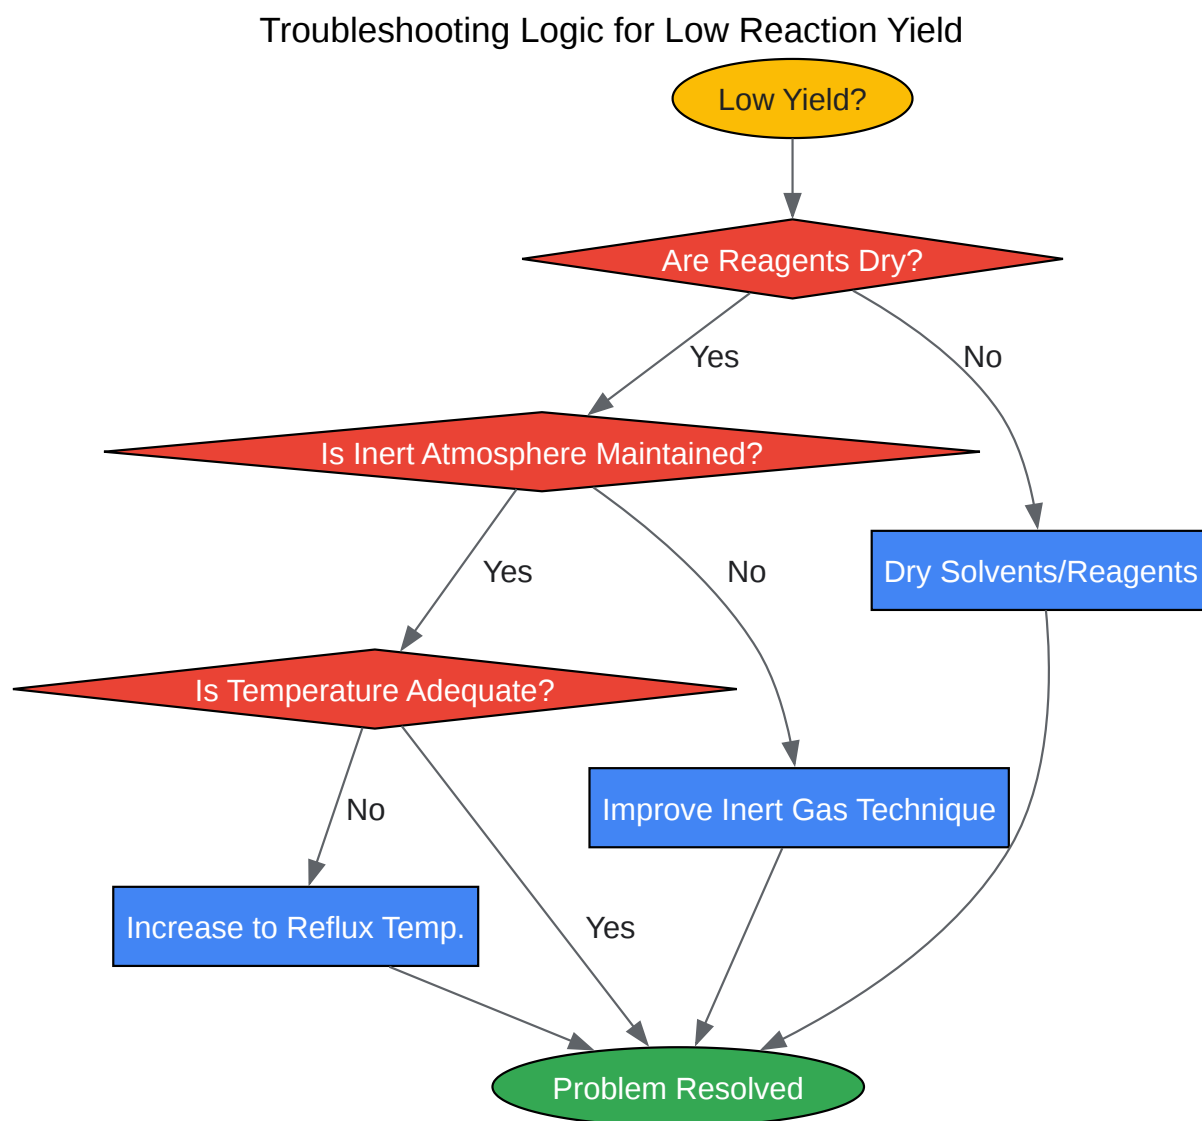 Troubleshooting Logic for Low Reaction Yield
Low Yield?
Are Reagents Dry?
Yes
No
Is Inert Atmosphere Maintained?
Yes
No
Dry Solvents/Reagents
Is Temperature Adequate?
No
Improve Inert Gas Technique
Increase to Reflux Temp.
Yes
Problem Resolved